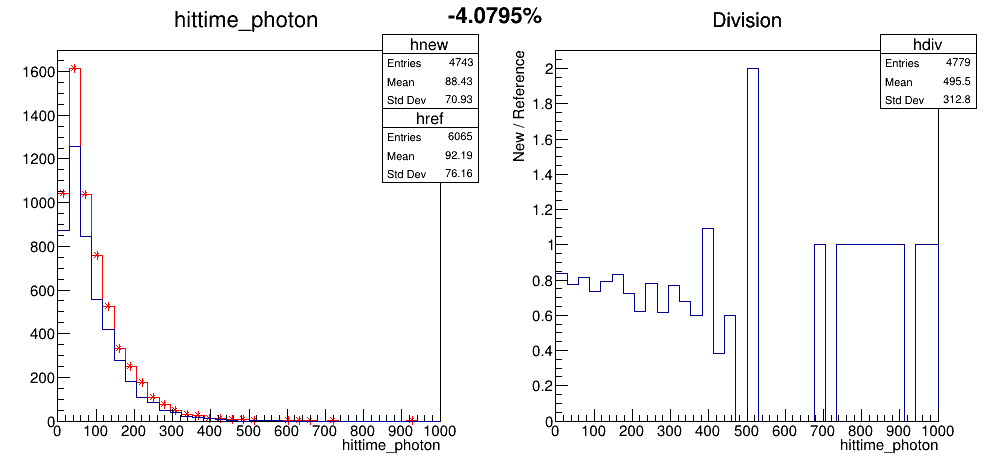 -4.0795%
hittime_photon
hnew
Entries 4743
Mean 88.43
Std Dev 70.93
href
Entries 6065
Mean 92.19
Std Dev 76.16
1600
1400
1200
1000
800
600
400
200
0
0 100 200 300 400 500 600 700 800 900 1000
hittime_photon
Division
hdiv
Entries 4779
Mean 495.5
Std Dev 312.8
New / Reference
2
1.8
1.6
1.4
1.2
1
0.8
0.6
0.4
0.2
0
0 100 200 300 400 500 600 700 800 900 1000
hittime_photon